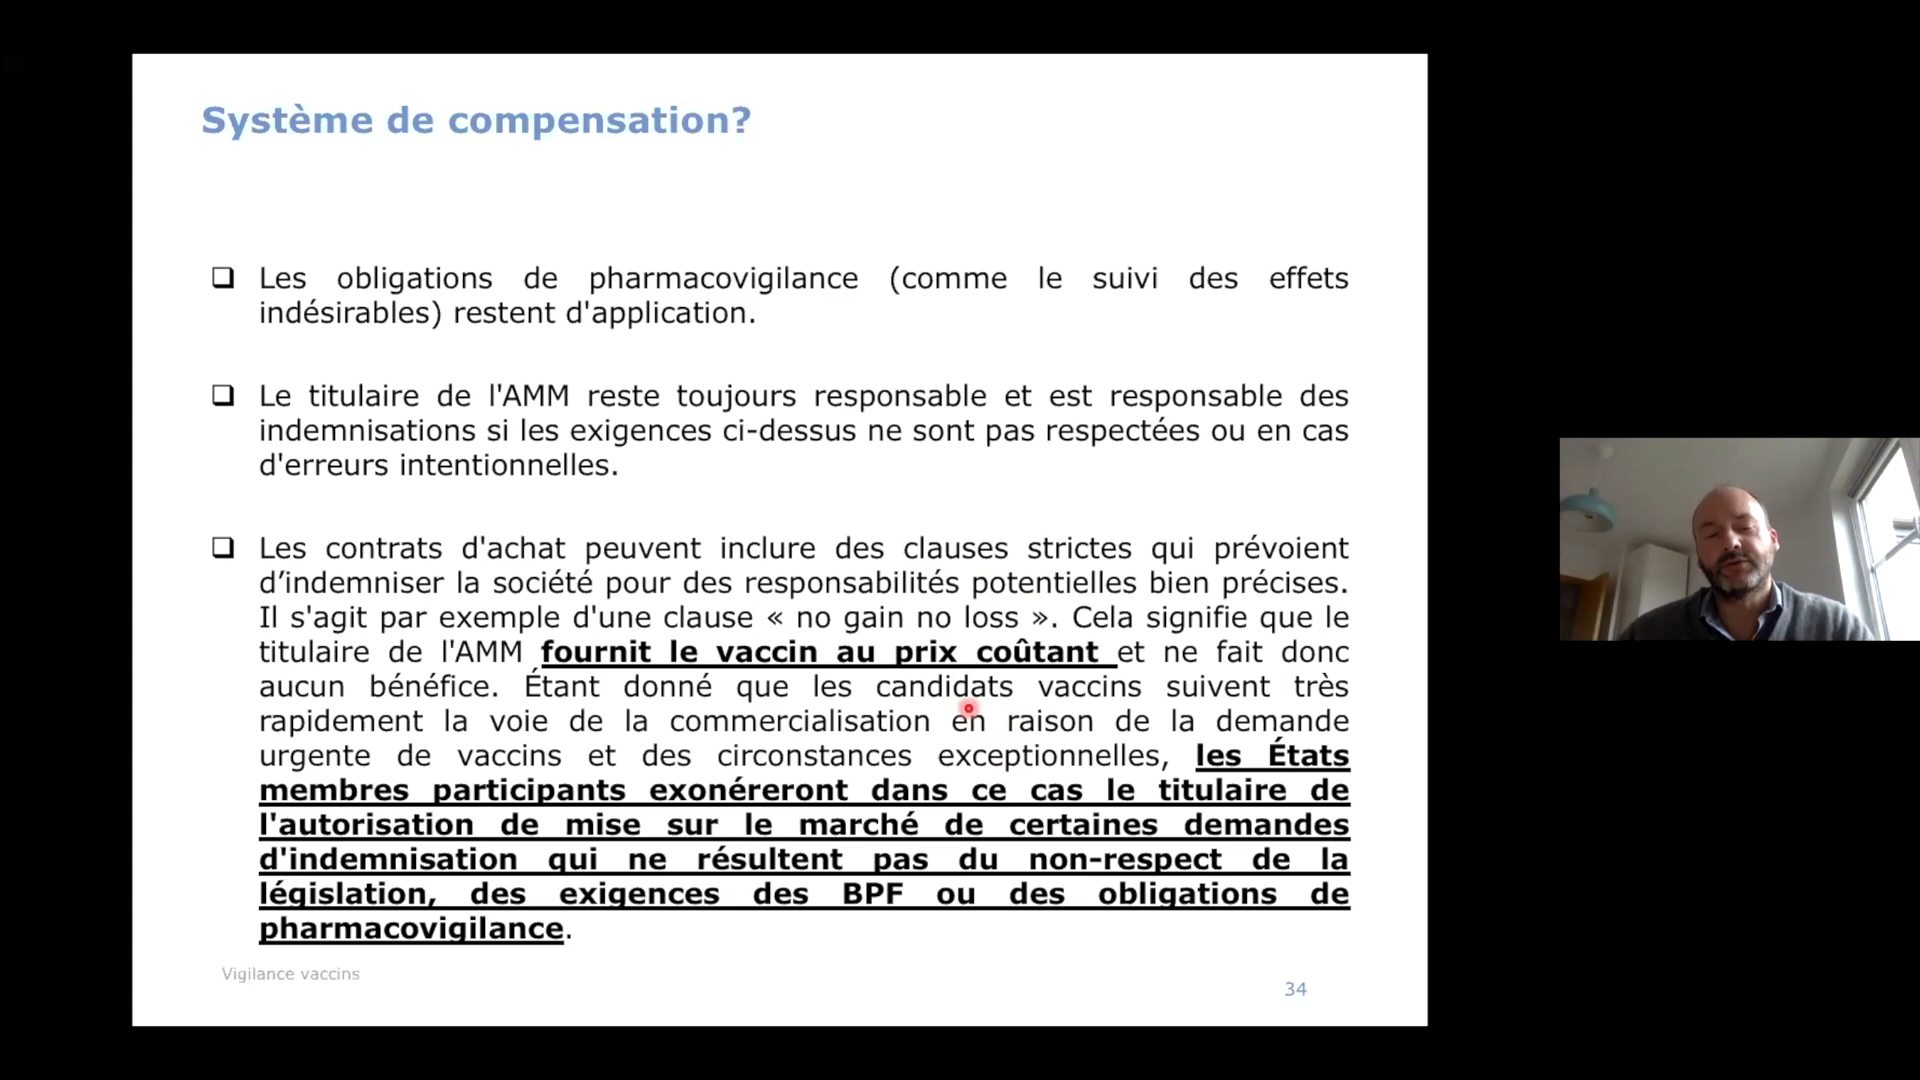 Système de compensation?
❑ Les obligations de pharmacovigilance (comme le suivi des effets
indésirables) restent d'application.
❑ Le titulaire de l'AMM reste toujours responsable et est responsable des
indemnisations si les exigences ci-dessus ne sont pas respectées ou en cas
d'erreurs intentionnelles.
❑ Les contrats d'achat peuvent inclure des clauses strictes qui prévoient
d’indemniser la société pour des responsabilités potentielles bien précises.
Il s'agit par exemple d'une clause « no gain no loss ». Cela signifie que le
titulaire de l'AMM fournit le vaccin au prix coûtant et ne fait donc
aucun bénéfice. Étant donné que les candidats vaccins suivent très
rapidement la voie de la commercialisation en raison de la demande
urgente de vaccins et des circonstances exceptionnelles, les États
membres participants exonéreront dans ce cas le titulaire de
l'autorisation de mise sur le marché de certaines demandes
d'indemnisation qui ne résultent pas du non-respect de la
législation, des exigences des BPF ou des obligations de
pharmacovigilance.
Vigilance vaccins
34